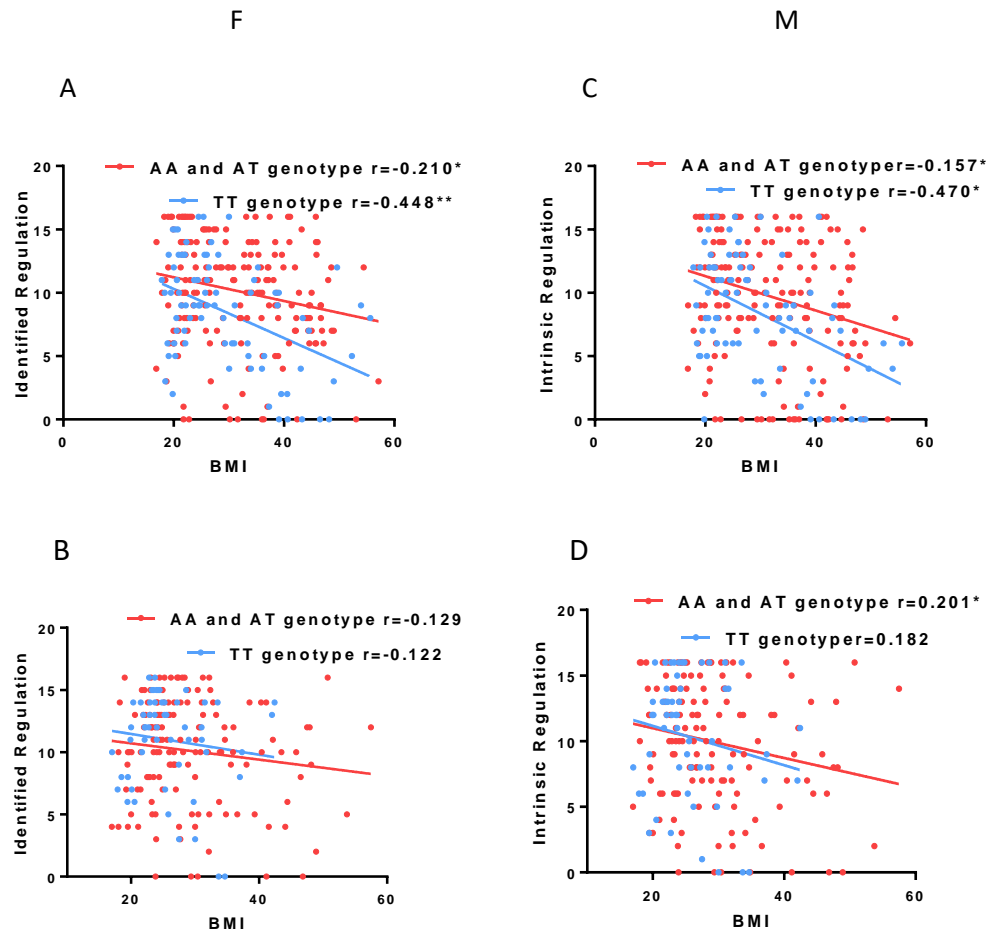 F
M
A
C
AA and AT genotype r=-0.210*
TT genotype r=-0.448**
Identified Regulation
20
15
10
5
0
0
20
40
60
BMI
AA and AT genotyper=-0.157*
TT genotype r=-0.470*
Intrinsic Regulation
20
15
10
5
0
0
20
40
60
BMI
B
D
AA and AT genotype r=-0.129
TT genotype r=-0.122
Identified Regulation
20
15
10
5
0
20
40
60
BMI
AA and AT genotype r=0.201*
TT genotyper=0.182
Intrinsic Regulation
20
15
10
5
0
20
40
60
BMI